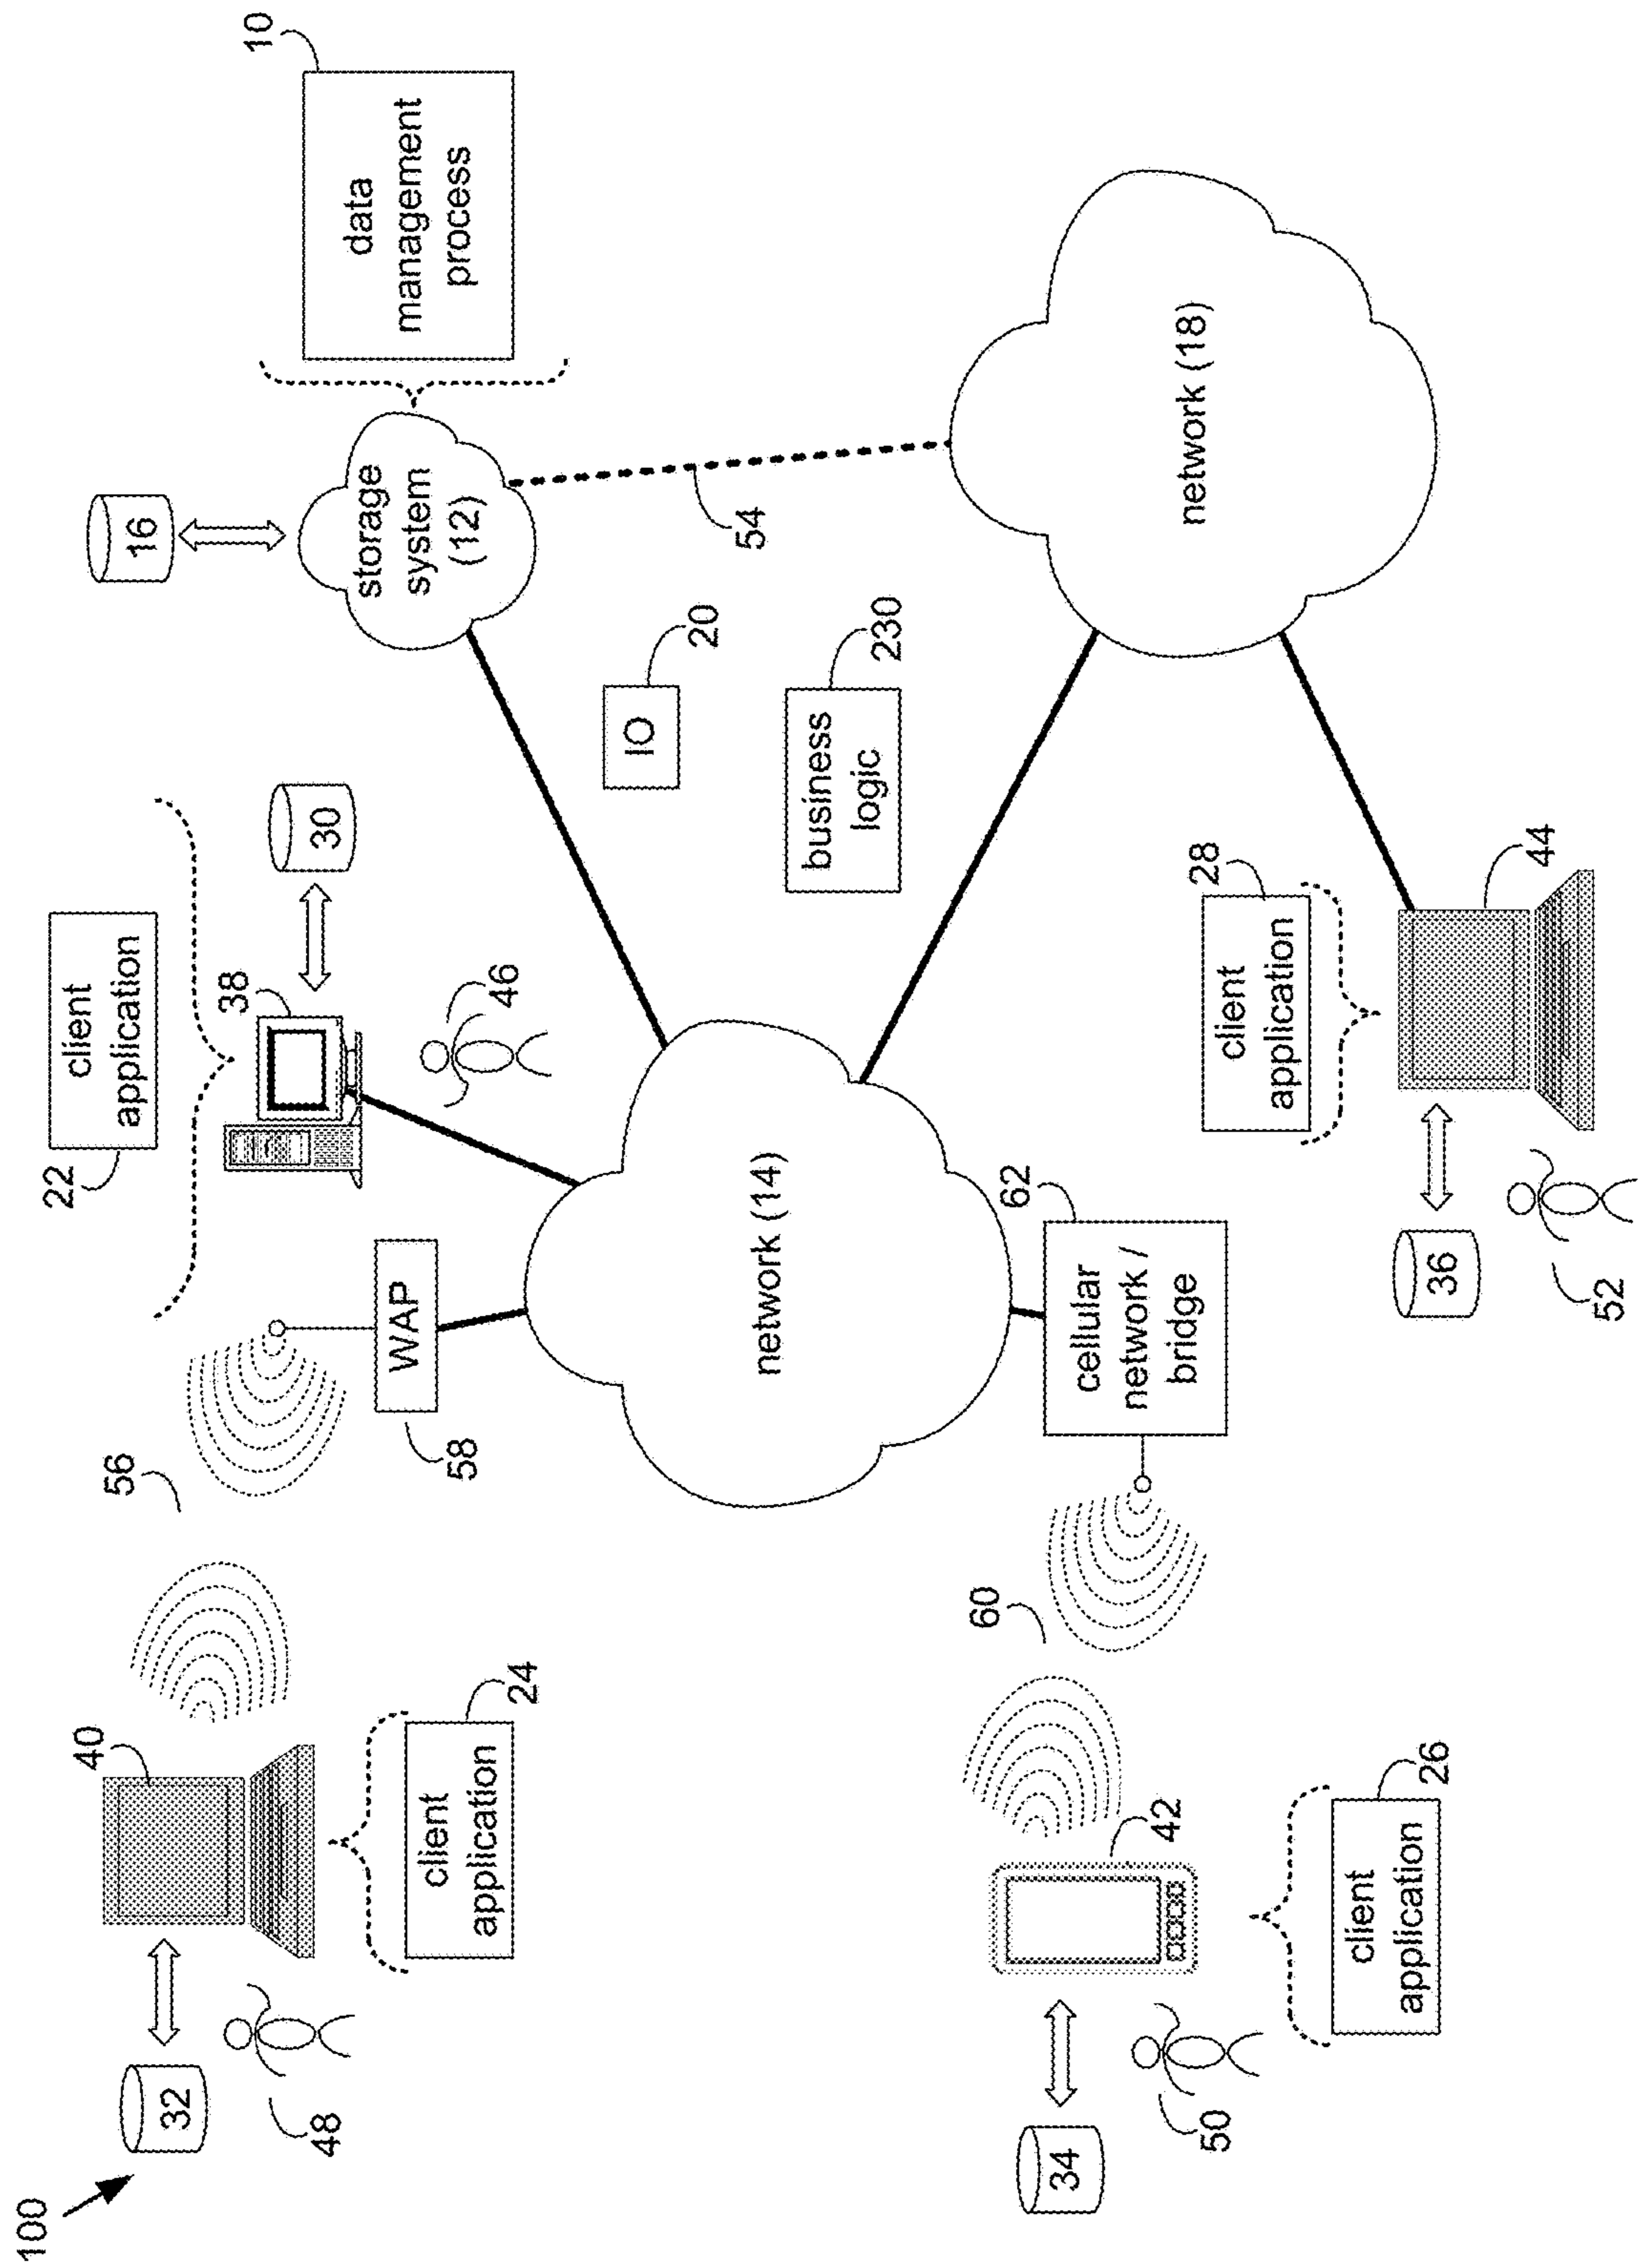 100
32
40
48
client
application
24
56
WAP
58
client
application
22
38
30
46
16
storage
system
(12)
data
management
process
10
network (14)
IO
20
business
logic
230
54
34
42
50
60
client
application
26
cellular
network /
bridge
62
client
application
28
36
44
52
network (18)